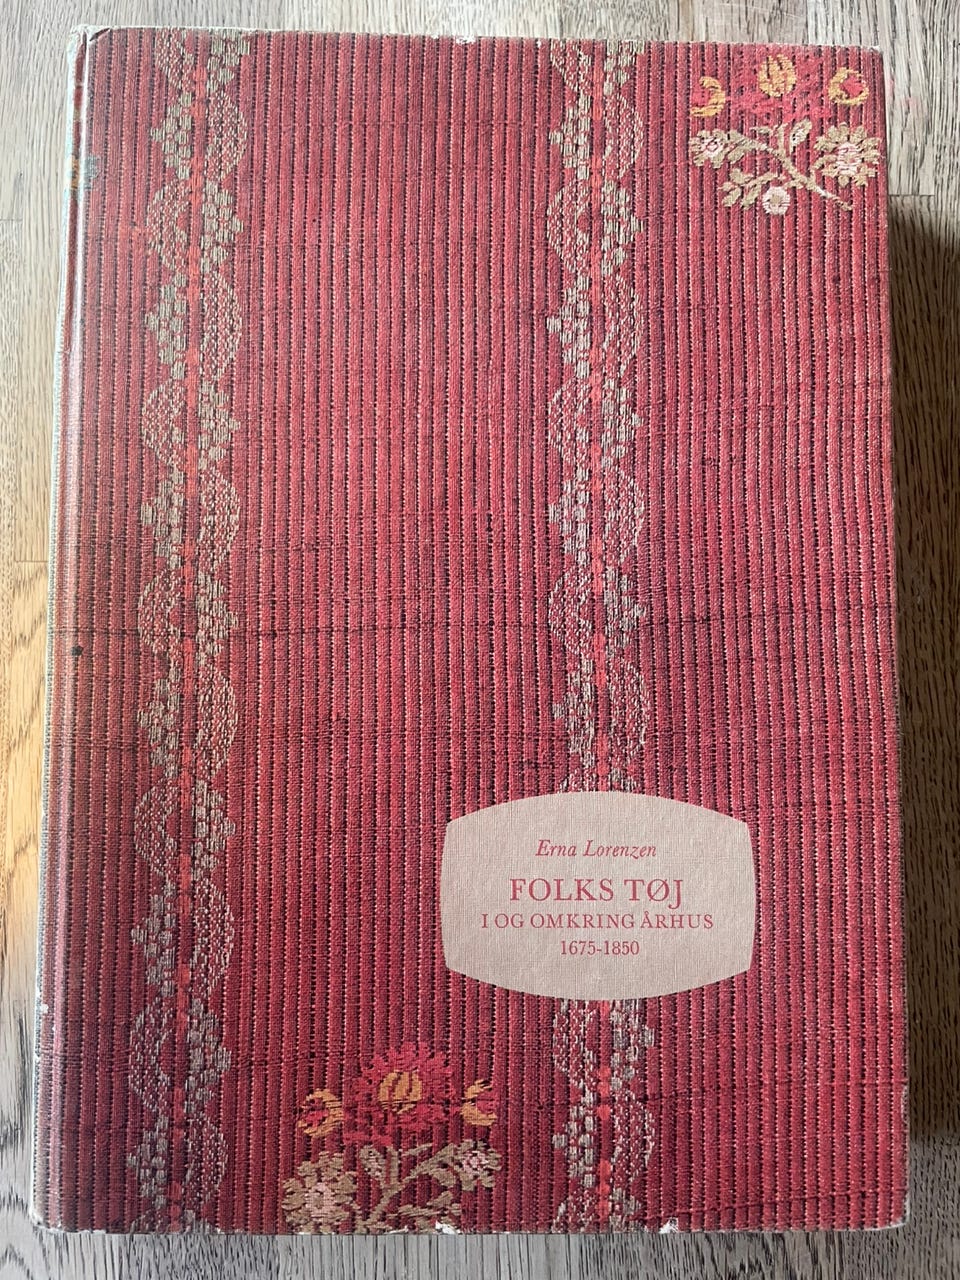 Erna Lorenzen
FOLKS TØJ
I OG OMKRING ÅRHUS
1675-1850